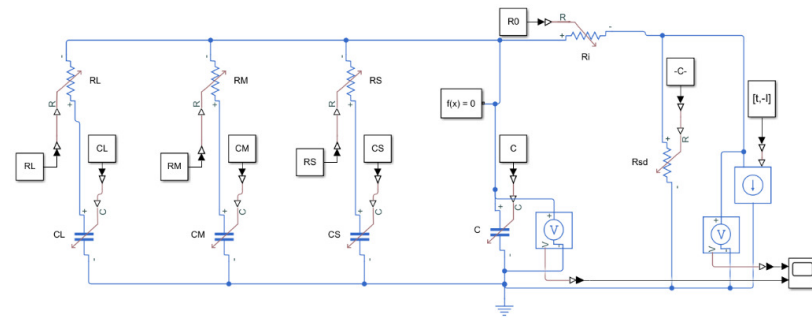 R0
R
+
-
Ri
-
-
-
RL
RM
RS
-C-
[t,-I]
R
R
R
+
+
+
f(x) = 0
CL
CM
CS
C
RL
RM
RS
+
-
Rsd
R
C
C
C
C
+
+
+
+
+
V
V
+
V
V
CL
CM
CS
C
-
-
-
-
-